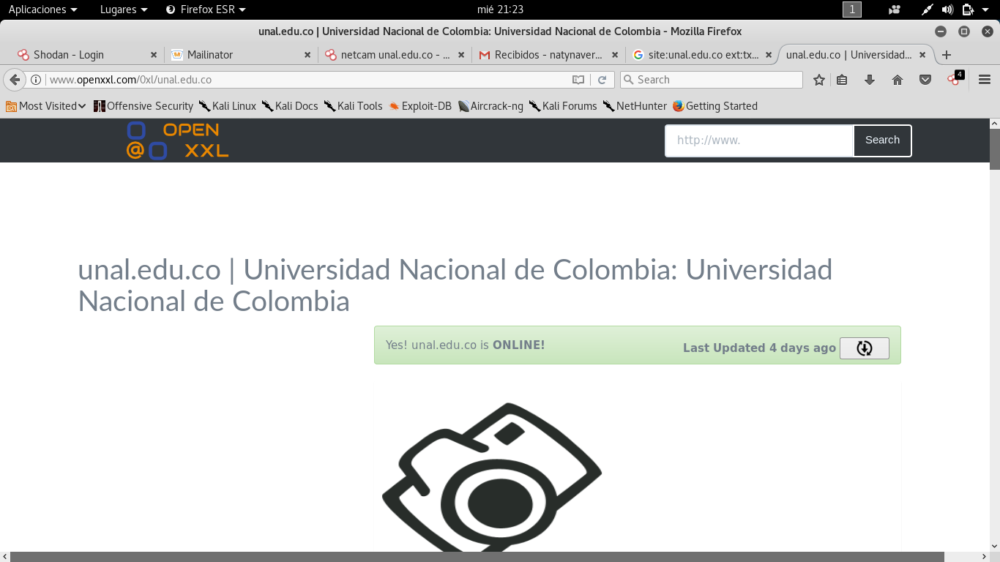 Aplicaciones Lugares Firefox ESR mié 21:23 1
unal.edu.co | Universidad Nacional de Colombia: Universidad Nacional de Colombia - Mozilla Firefox
Shodan - Login Mailinator netcam unal.edu.co - ... Recibidos - natynaver... site:unal.edu.co ext:tx... unal.edu.co | Universidad...
www.openxxl.com/0xl/unal.edu.co Search 4
Most Visited Offensive Security Kali Linux Kali Docs Kali Tools Exploit-DB Aircrack-ng Kali Forums NetHunter Getting Started
OPEN
@ XXL
http://www. Search
unal.edu.co | Universidad Nacional de Colombia: Universidad
Nacional de Colombia
Yes! unal.edu.co is ONLINE! Last Updated 4 days ago